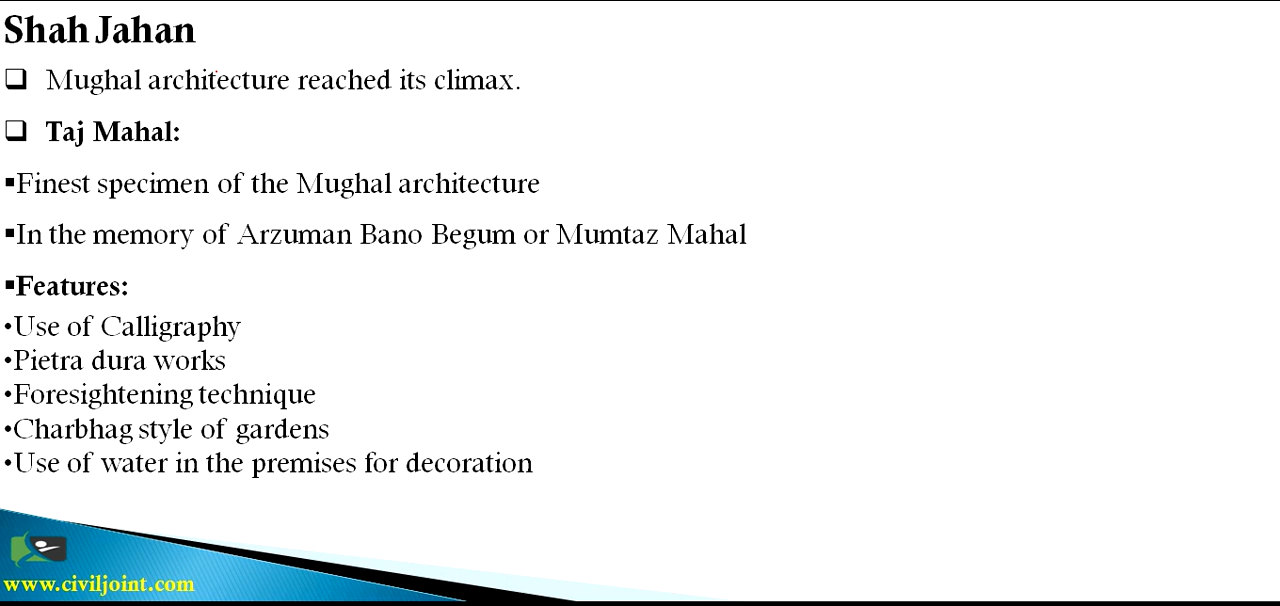 Shah Jahan
❑ Mughal architecture reached its climax.
❑ Taj Mahal:
▪Finest specimen of the Mughal architecture
▪In the memory of Arzuman Bano Begum or Mumtaz Mahal
▪Features:
•Use of Calligraphy
•Pietra dura works
•Foresightening technique
•Charbhag style of gardens
•Use of water in the premises for decoration
www.civiljoint.com